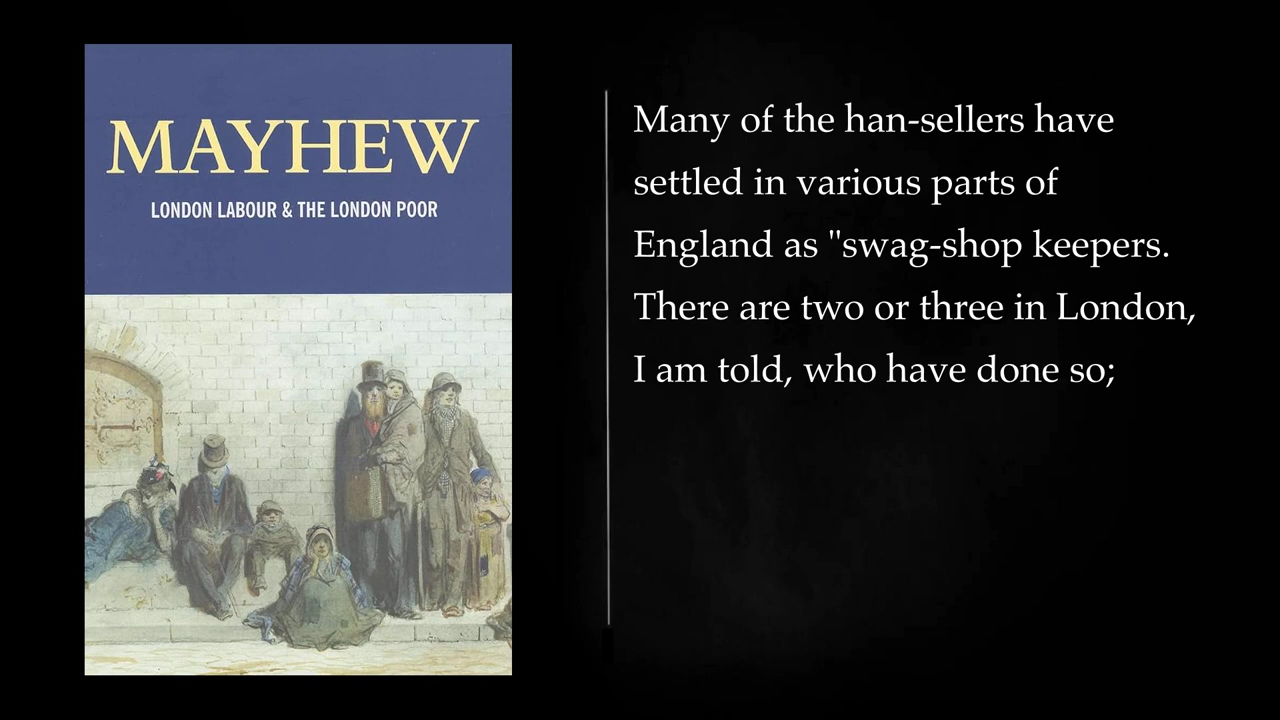 MAYHEW
LONDON LABOUR & THE LONDON POOR
Many of the han-sellers have
settled in various parts of
England as "swag-shop keepers.
There are two or three in London,
I am told, who have done so;